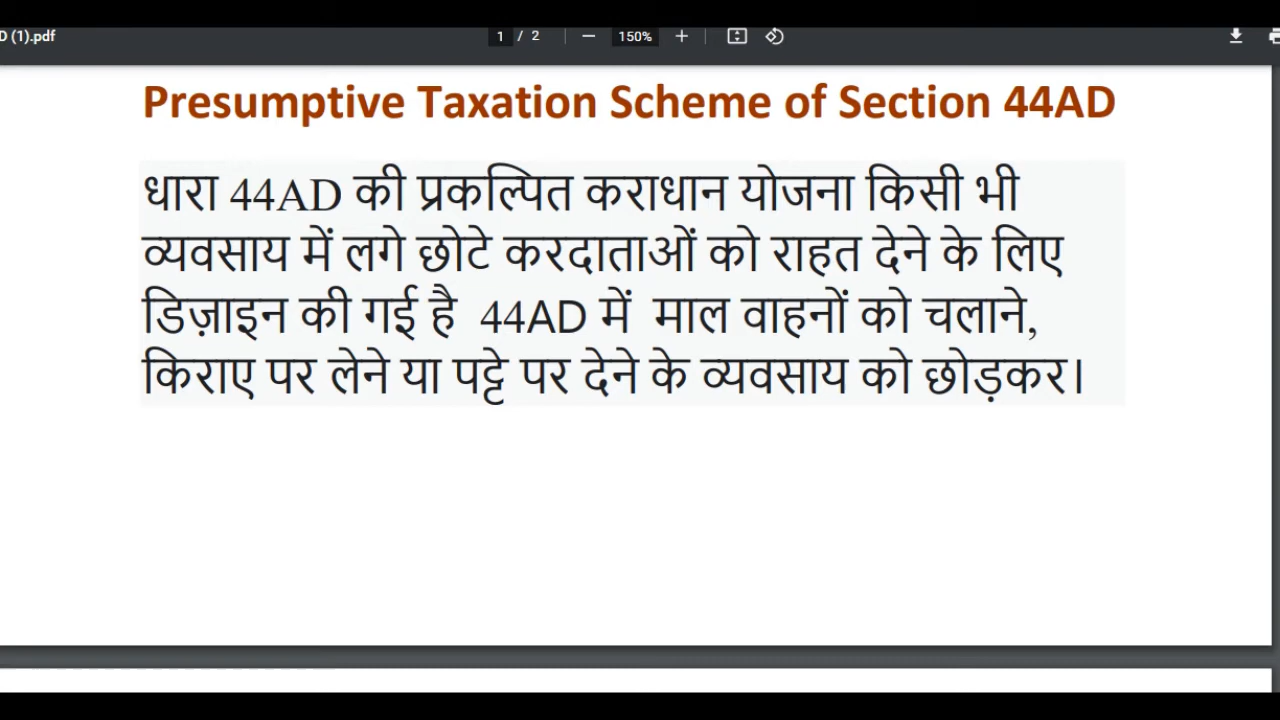 D (1).pdf
1 / 2
150%
Presumptive Taxation Scheme of Section 44AD
धारा 44AD की प्रकल्पित कराधान योजना किसी भी
व्यवसाय में लगे छोटे करदाताओं को राहत देने के लिए
डिज़ाइन की गई है 44AD में माल वाहनों को चलाने,
किराए पर लेने या पट्टे पर देने के व्यवसाय को छोड़कर।